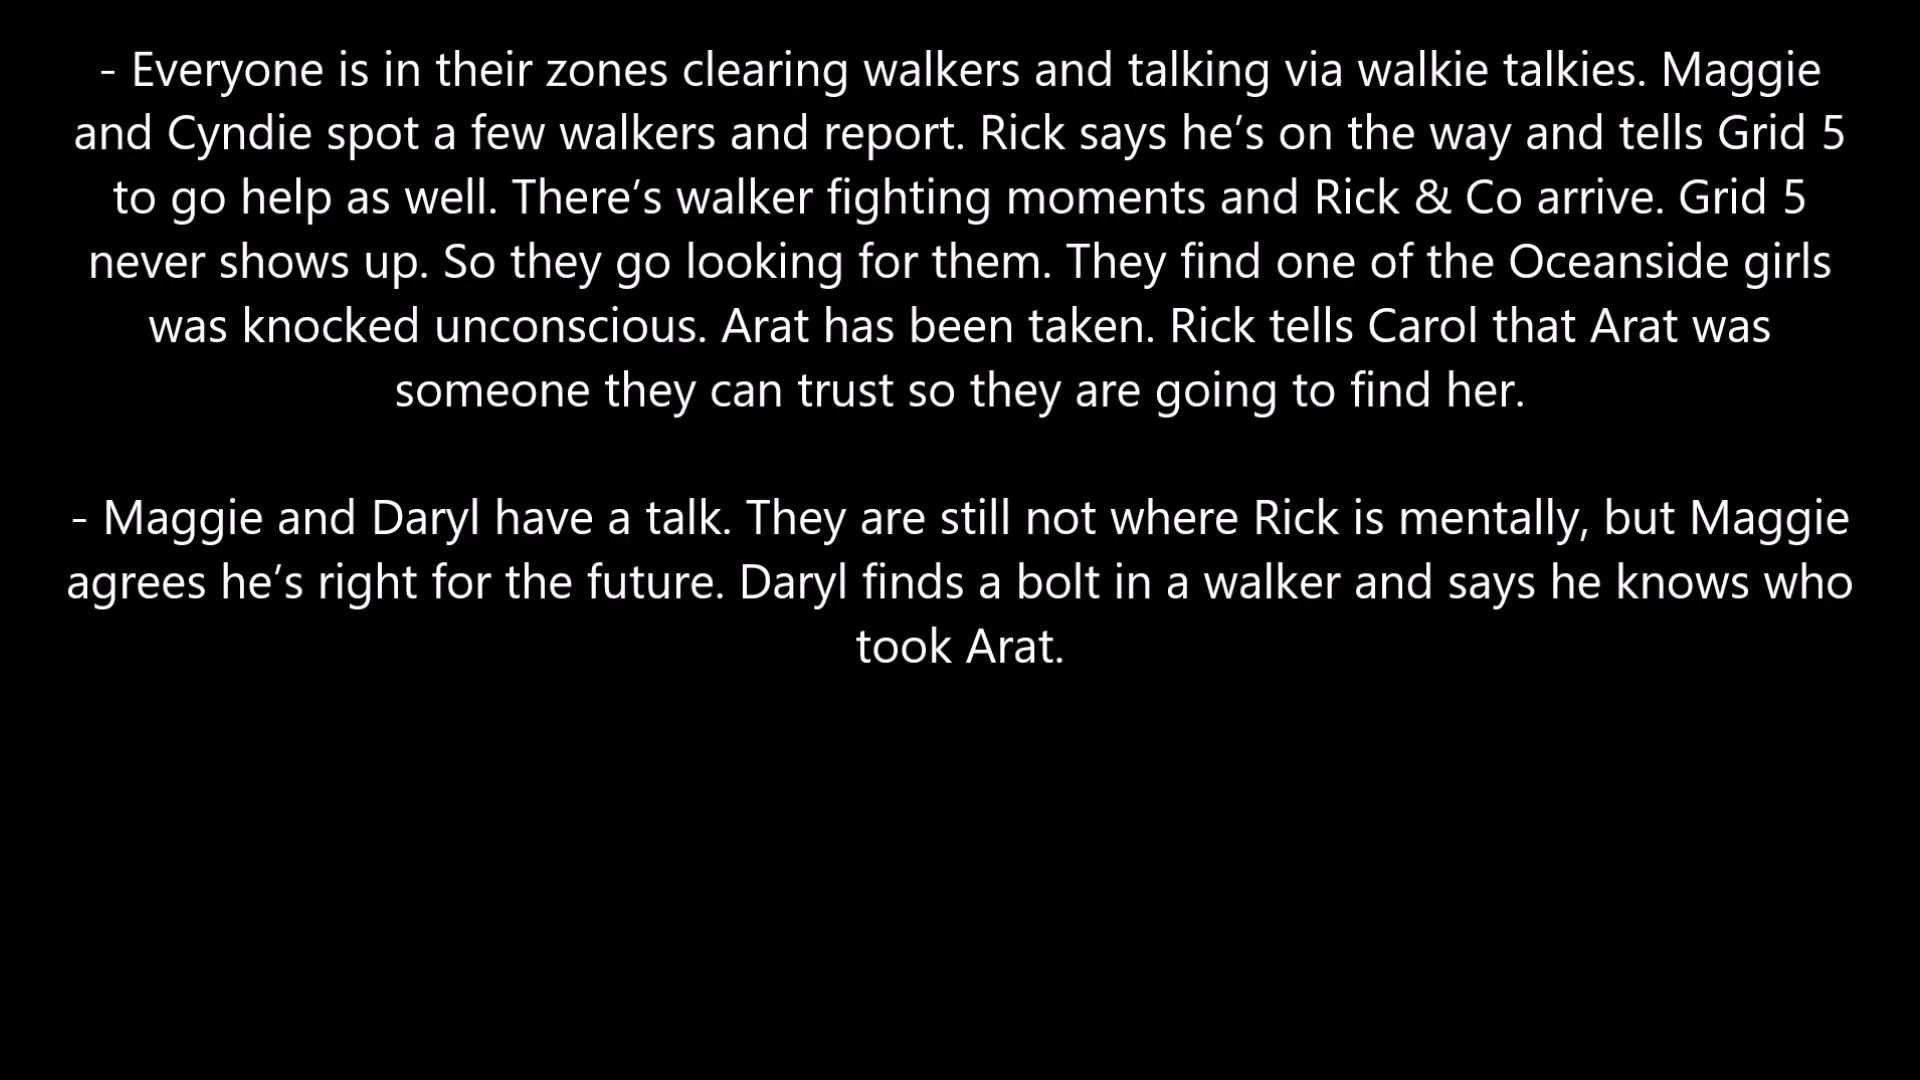 - Everyone is in their zones clearing walkers and talking via walkie talkies. Maggie
and Cyndie spot a few walkers and report. Rick says he’s on the way and tells Grid 5
to go help as well. There’s walker fighting moments and Rick & Co arrive. Grid 5
never shows up. So they go looking for them. They find one of the Oceanside girls
was knocked unconscious. Arat has been taken. Rick tells Carol that Arat was
someone they can trust so they are going to find her.
- Maggie and Daryl have a talk. They are still not where Rick is mentally, but Maggie
agrees he’s right for the future. Daryl finds a bolt in a walker and says he knows who
took Arat.